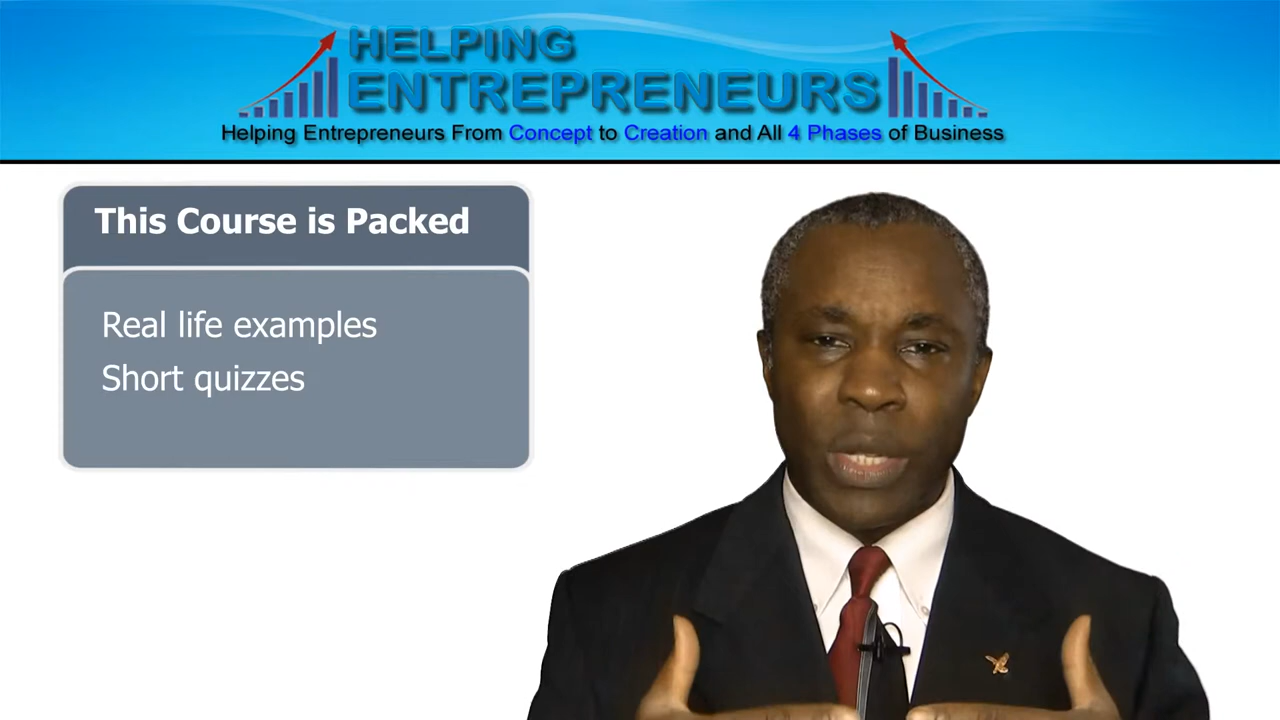 HELPING
ENTREPRENEURS
Helping Entrepreneurs From Concept to Creation and All 4 Phases of Business
This Course is Packed
Real life examples
Short quizzes